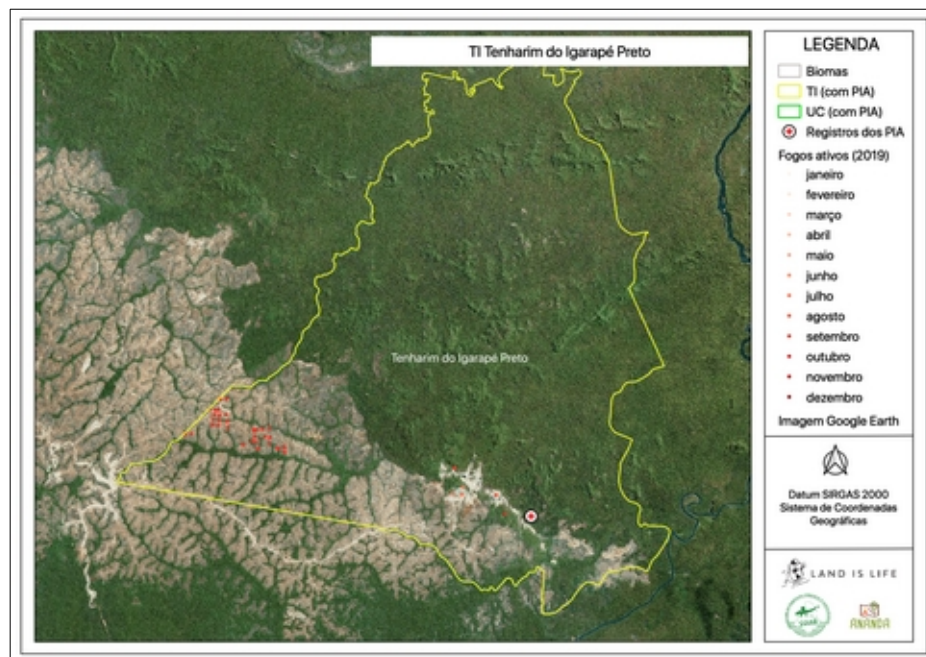 TI Tenharim do Igarapé Preto
Tenharim do Igarapé Preto
LEGENDA
Biomas
TI (com PIA)
UC (com PIA)
Registros dos PIA
Fogos ativos (2019)
janeiro
fevereiro
março
abril
maio
junho
julho
agosto
setembro
outubro
novembro
dezembro
Imagem Google Earth
Datum SIRGAS 2000
Sistema de Coordenadas
Geográficas
LAND IS LIFE
ANANDA